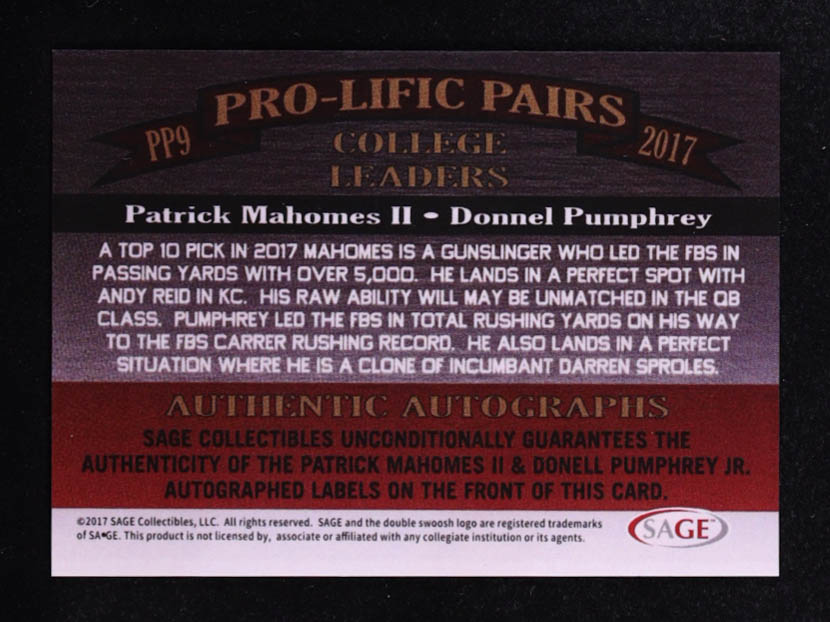 PRO-LIFIC PAIRS
PP9 COLLEGE 2017
LEADERS
Patrick Mahomes II • Donnel Pumphrey
A TOP 10 PICK IN 2017 MAHOMES IS A GUNSLINGER WHO LED THE FBS IN
PASSING YARDS WITH OVER 5,000. HE LANDS IN A PERFECT SPOT WITH
ANDY REID IN KC. HIS RAW ABILITY WILL MAY BE UNMATCHED IN THE QB
CLASS. PUMPHREY LED THE FBS IN TOTAL RUSHING YARDS ON HIS WAY
TO THE FBS CARRER RUSHING RECORD. HE ALSO LANDS IN A PERFECT
SITUATION WHERE HE IS A CLONE OF INCUMBANT DARREN SPROLES.
AUTHENTIC AUTOGRAPHS
SAGE COLLECTIBLES UNCONDITIONALLY GUARANTEES THE
AUTHENTICITY OF THE PATRICK MAHOMES II & DONELL PUMPHREY JR.
AUTOGRAPHED LABELS ON THE FRONT OF THIS CARD.
©2017 SAGE Collectibles, LLC. All rights reserved. SAGE and the double swoosh logo are registered trademarks
of SA•GE. This product is not licensed by, associate or affiliated with any collegiate institution or its agents.
SAGE™